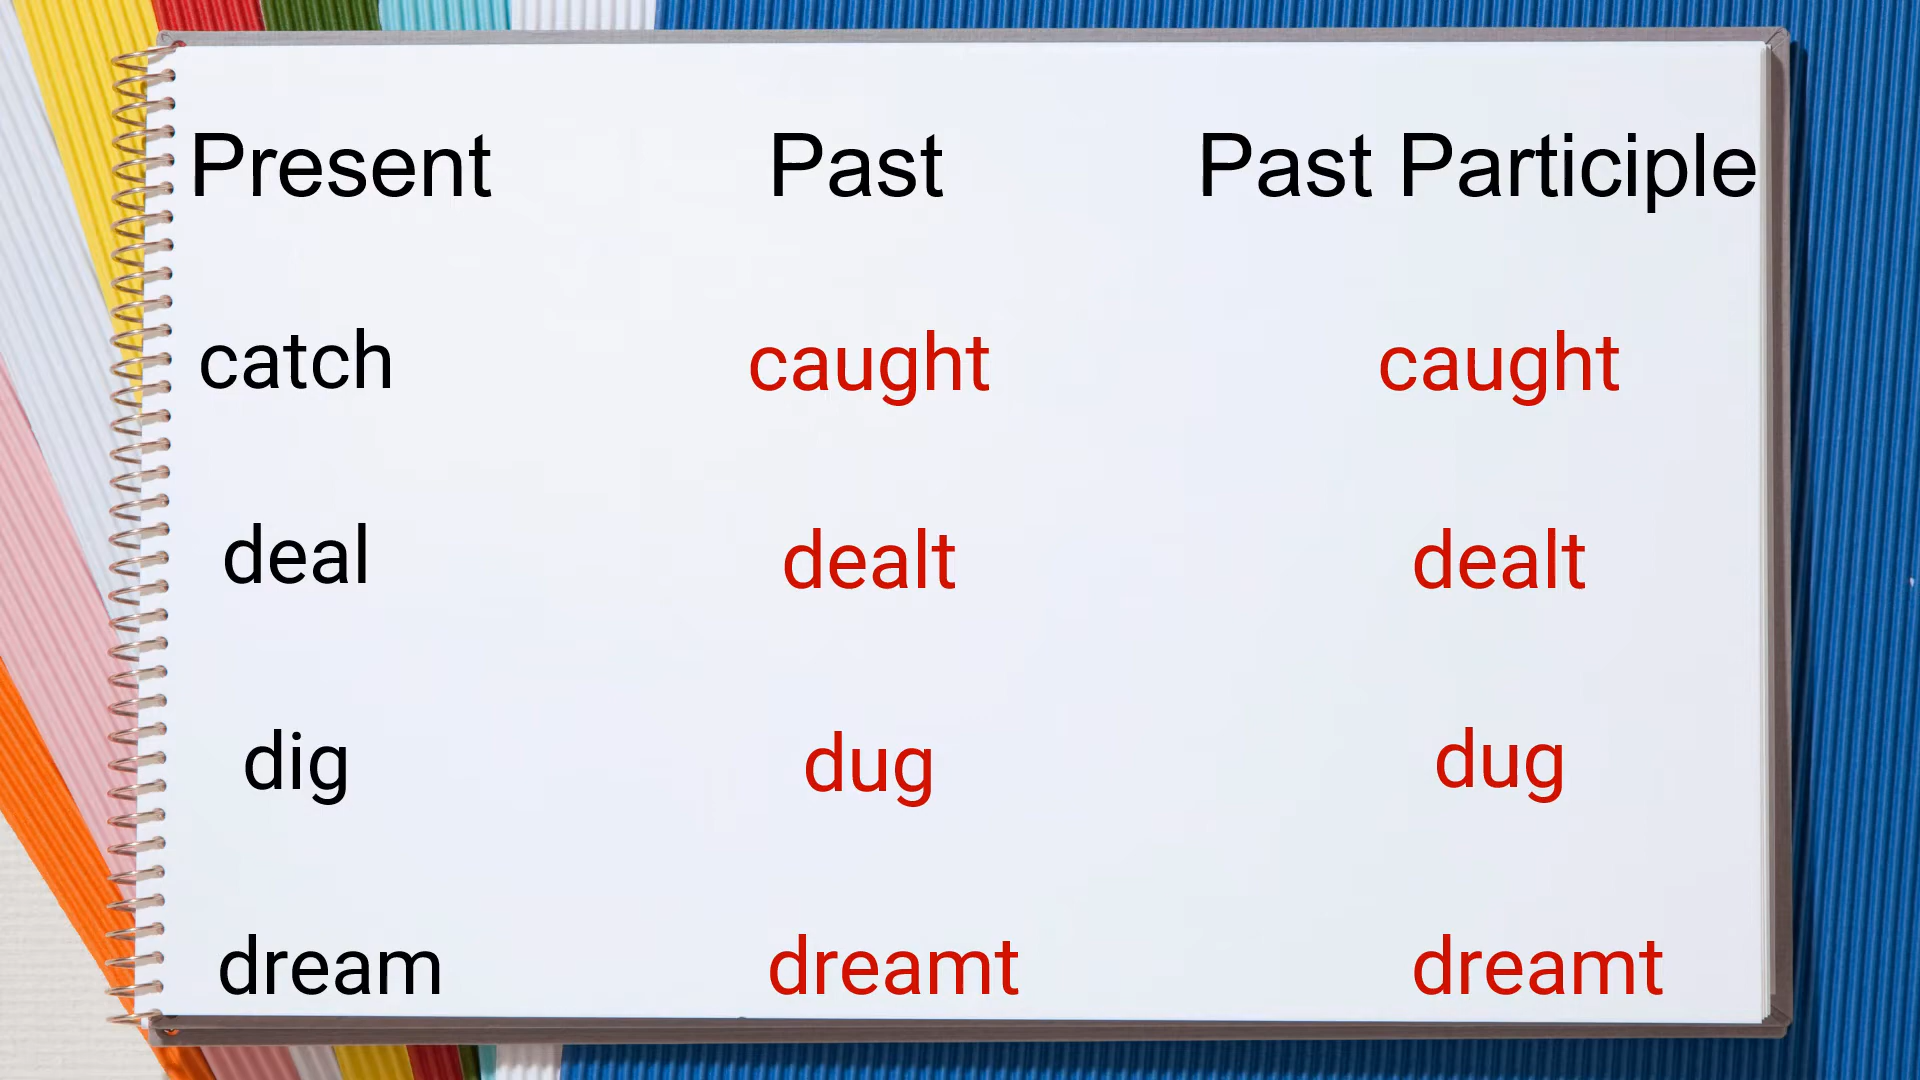 Present Past Past Participle
catch caught caught
deal dealt dealt
dig dug dug
dream dreamt dreamt